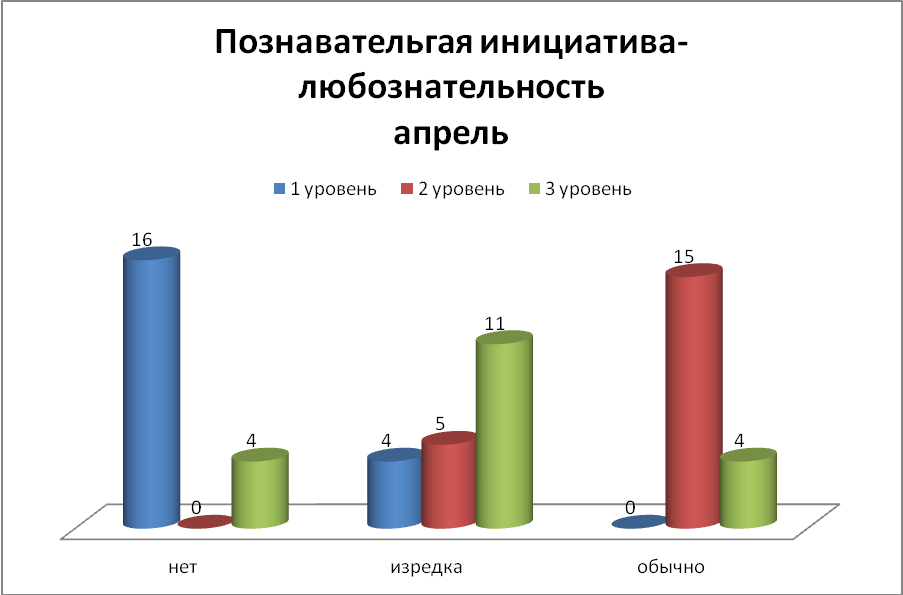 Познавательгая инициатива-
любознательность
апрель
1 уровень 2 уровень 3 уровень
16 0 4 4 5 11 0 15 4
нет изредка обычно